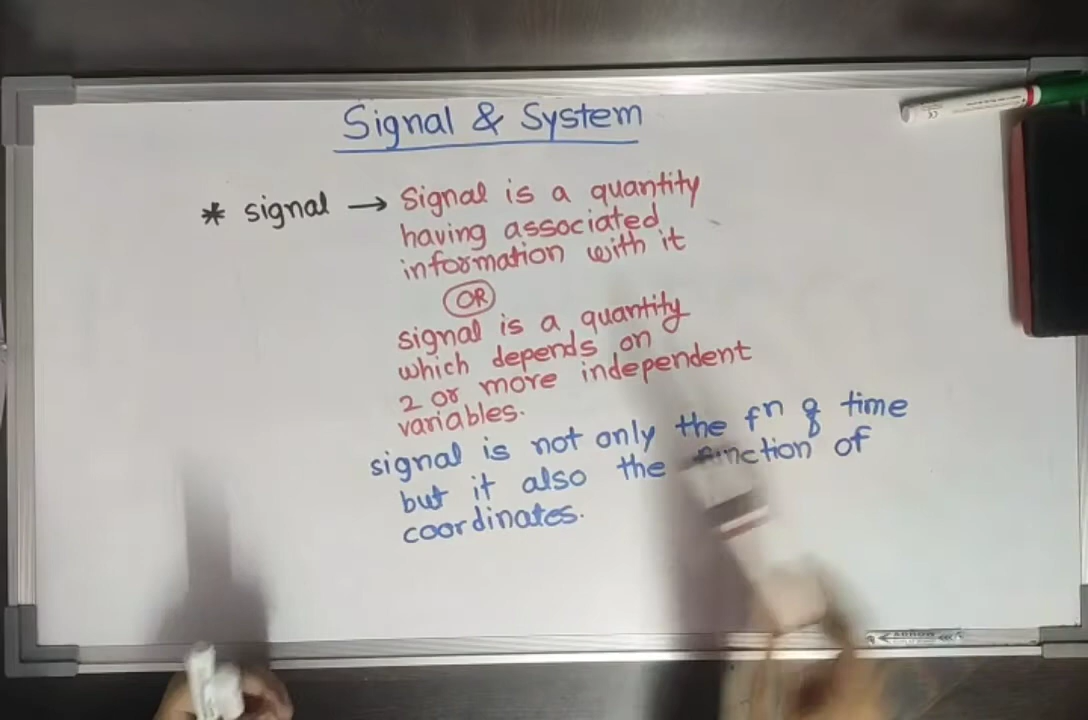 Signal & System
* signal → Signal is a quantity
having associated
information with it
OR
signal is a quantity
which depends on
2 or more independent
variables.
signal is not only the fn of time
but it also the function of
coordinates.